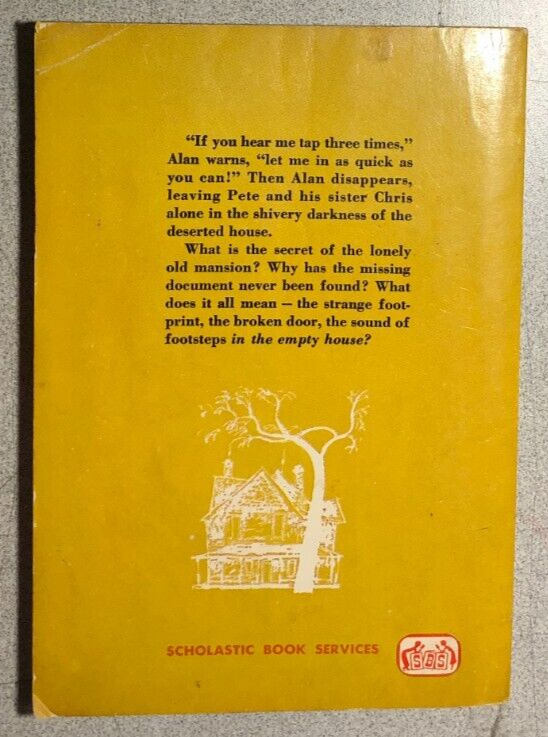 “If you hear me tap three times,”
Alan warns, “let me in as quick as
you can!” Then Alan disappears,
leaving Pete and his sister Chris
alone in the shivery darkness of the
deserted house.
What is the secret of the lonely
old mansion? Why has the missing
document never been found? What
does it all mean — the strange foot-
print, the broken door, the sound of
footsteps in the empty house?
SCHOLASTIC BOOK SERVICES
SBS